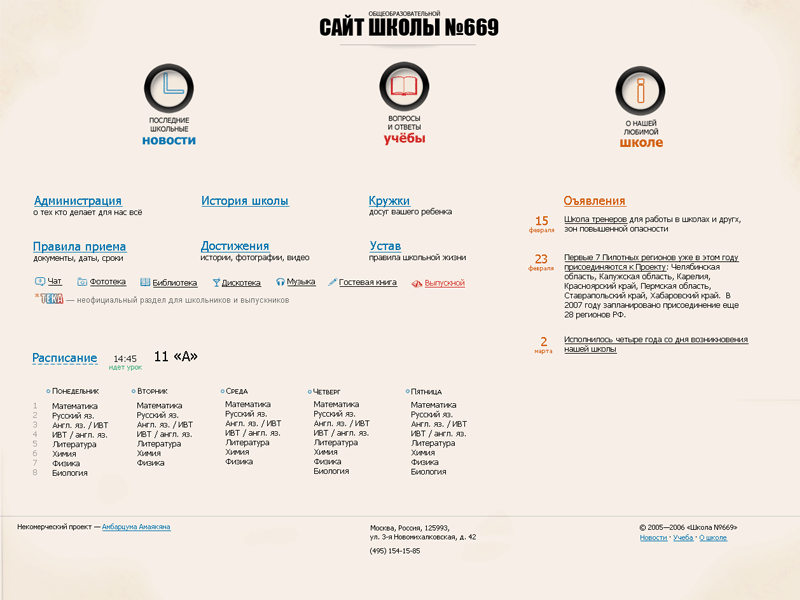 ОБЩЕОБРАЗОВАТЕЛЬНОЙ
САЙТ ШКОЛЫ №669
ПОСЛЕДНИЕ
ШКОЛЬНЫЕ
НОВОСТИ
ВОПРОСЫ
И ОТВЕТЫ
учёбы
О НАШЕЙ
ЛЮБИМОЙ
школе
Администрация
о тех кто делает для нас всё
История школы
Кружки
досуг вашего ребенка
Правила приема
документы, даты, сроки
Достижения
истории, фотографии, видео
Устав
правила школьной жизни
Чат
Фототека
Библиотека
Дискотека
Музыка
Гостевая книга
Выпускной
ТЕКА — неофициальный раздел для школьников и выпускников
Оъявления
15 февраля
Школа тренеров для работы в школах и другх,
зон повышенной опасности
23 февраля
Первые 7 Пилотных регионов уже в этом году
присоединяются к Проекту: Челябинская
область, Калужская область, Карелия,
Красноярский край, Пермская область,
Ставрапольский край, Хабаровский край. В
2007 году запланировано присоединение еще
28 регионов РФ.
2 марта
Исполнилось четыре года со дня возникновения
нашей школы
Расписание
14:45
идет урок
11 «А»
Понедельник
1 Математика
2 Русский яз.
3 Англ. яз. / ИВТ
4 ИВТ / англ. яз.
5 Литература
6 Химия
7 Физика
8 Биология
Вторник
Математика
Русский яз.
Англ. яз. / ИВТ
ИВТ / англ. яз.
Литература
Химия
Физика
Среда
Математика
Русский яз.
Англ. яз. / ИВТ
ИВТ / англ. яз.
Литература
Химия
Физика
Четверг
Математика
Русский яз.
Англ. яз. / ИВТ
ИВТ / англ. яз.
Литература
Химия
Физика
Биология
Пятница
Математика
Русский яз.
Англ. яз. / ИВТ
ИВТ / англ. яз.
Литература
Химия
Физика
Биология
Некомерческий проект — Амбарцума Амаякяна
Москва, Россия, 125993,
ул. 3-я Новомихалковская, д. 42
(495) 154-15-85
© 2005—2006 «Школа №669»
Новости · Учеба · О школе